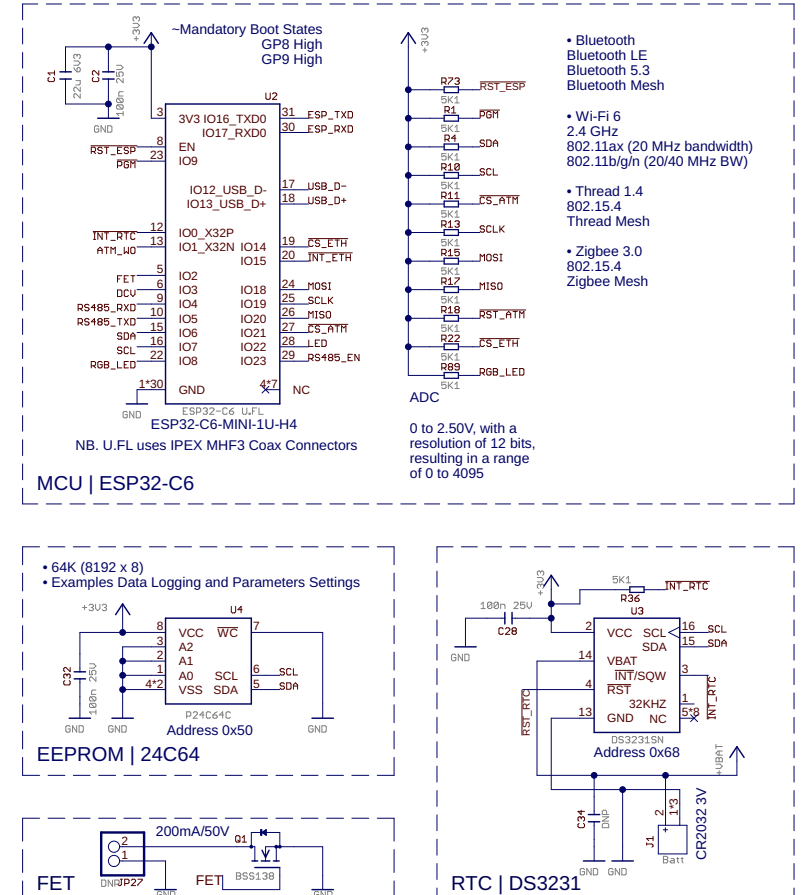 +3V3
~Mandatory Boot States
GP8 High
GP9 High
C1
22u 6V3
C2
100n 25V
GND
U2
3 3V3 IO16_TXD0 31 ESP_TXD
IO17_RXD0 30 ESP_RXD
RST_ESP 8 EN
PGM 23 IO9
IO12_USB_D- 17 USB_D-
IO13_USB_D+ 18 USB_D+
INT_RTC 12 IO0_X32P
ATM_WO 13 IO1_X32N IO14 19 CS_ETH
IO15 20 INT_ETH
FET 5 IO2
DCV 6 IO3 IO18 24 MOSI
RS485_RXD 9 IO4 IO19 25 SCLK
RS485_TXD 10 IO5 IO20 26 MISO
SDA 15 IO6 IO21 27 CS_ATM
SCL 16 IO7 IO22 28 LED
RGB_LED 22 IO8 IO23 29 RS485_EN
1*30 GND 4*7 NC
GND
ESP32-C6 U.FL
ESP32-C6-MINI-1U-H4
NB. U.FL uses IPEX MHF3 Coax Connectors
MCU | ESP32-C6
+3V3
R73 RST_ESP
5K1
R1 PGM
5K1
R4 SDA
5K1
R10 SCL
5K1
R11 CS_ATM
5K1
R13 SCLK
5K1
R15 MOSI
5K1
R17 MISO
5K1
R18 RST_ATM
5K1
R22 CS_ETH
5K1
R89 RGB_LED
5K1
ADC
0 to 2.50V, with a
resolution of 12 bits,
resulting in a range
of 0 to 4095
• Bluetooth
Bluetooth LE
Bluetooth 5.3
Bluetooth Mesh
• Wi-Fi 6
2.4 GHz
802.11ax (20 MHz bandwidth)
802.11b/g/n (20/40 MHz BW)
• Thread 1.4
802.15.4
Thread Mesh
• Zigbee 3.0
802.15.4
Zigbee Mesh
• 64K (8192 x 8)
• Examples Data Logging and Parameters Settings
+3V3
U4
8 VCC WC 7
3 A2
2 A1
1 A0 SCL 6 SCL
4*2 VSS SDA 5 SDA
C32
100n 25V
P24C64C
GND GND GND
Address 0x50
EEPROM | 24C64
+3V3
5K1
R36
INT_RTC
100n 25V
C28
GND
U3
2 VCC SCL 16 SCL
SDA 15 SDA
14 VBAT
INT/SQW 3
4 RST
32KHZ 1
13 GND NC 5*8
RST_RTC
INT_RTC
DS3231SN
Address 0x68
+VBAT
C34
DNP
GND GND
2
1*3
+
J1
Batt
CR2032 3V
RTC | DS3231
200mA/50V
2
1
DNP JP27
GND
Q1
BSS138
FET
GND
FET